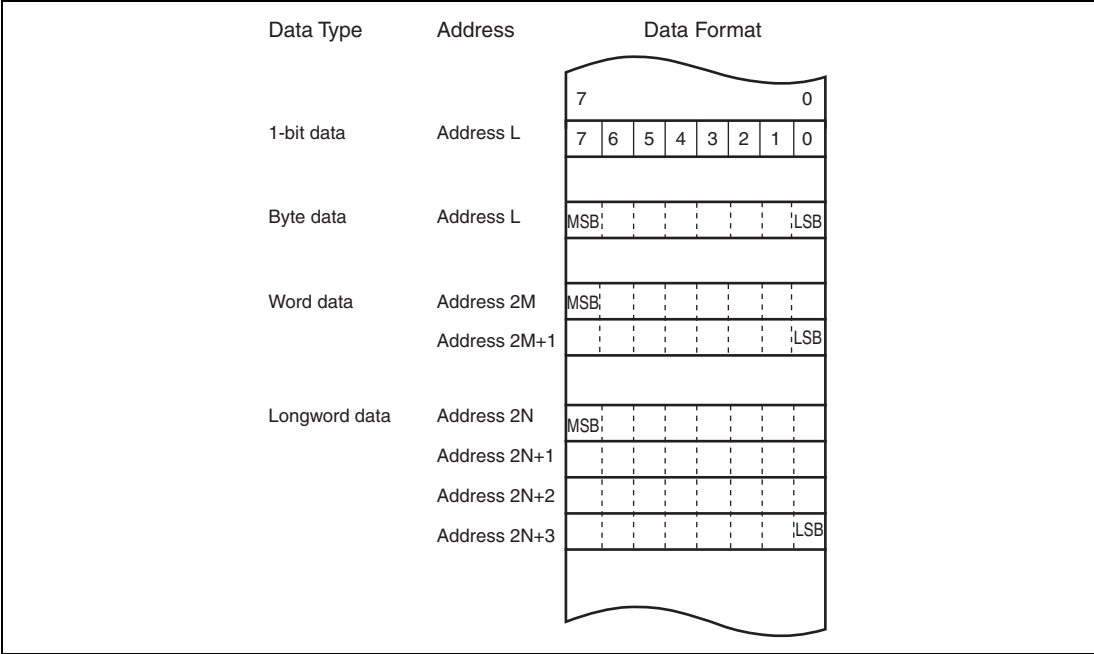 Data Type Address Data Format
7 0
1-bit data Address L 7 6 5 4 3 2 1 0
Byte data Address L MSB LSB
Word data Address 2M MSB
Address 2M+1 LSB
Longword data Address 2N MSB
Address 2N+1
Address 2N+2
Address 2N+3 LSB